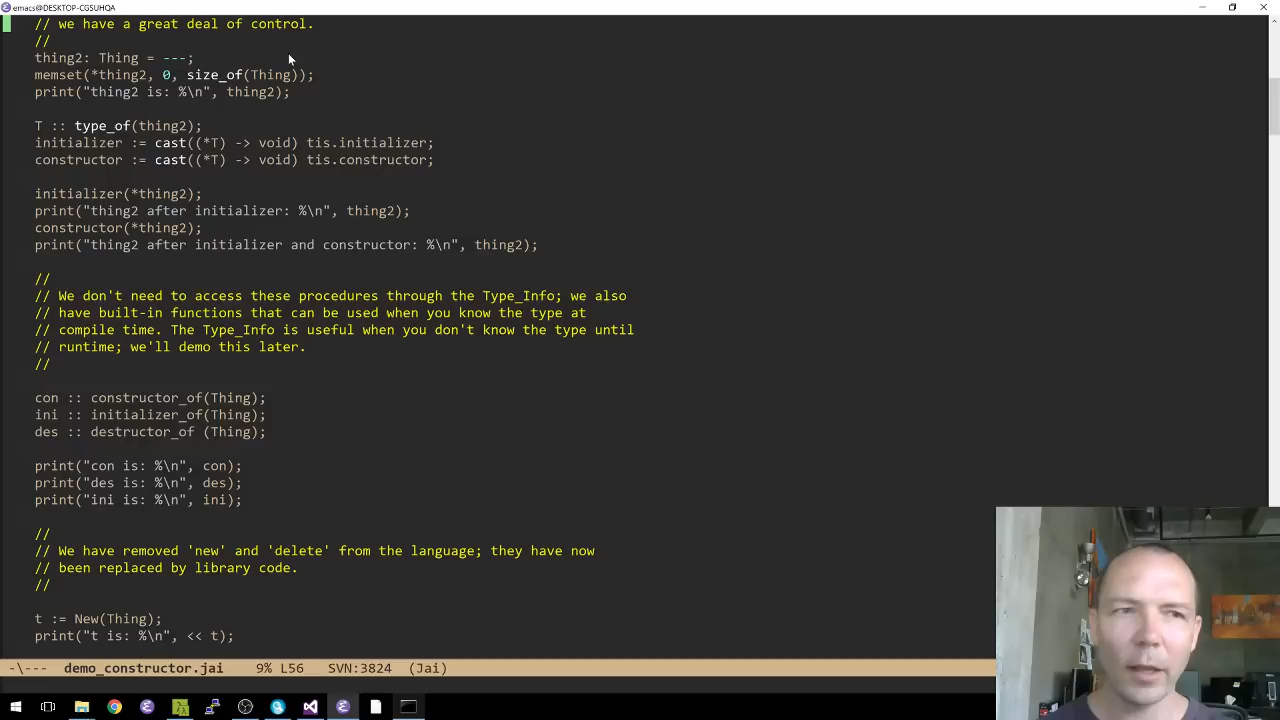 emacs@DESKTOP-CGSUHQA
// we have a great deal of control.
//
thing2: Thing = ---;
memset(*thing2, 0, size_of(Thing));
print("thing2 is: %\n", thing2);
T :: type_of(thing2);
initializer := cast((*T) -> void) tis.initializer;
constructor := cast((*T) -> void) tis.constructor;
initializer(*thing2);
print("thing2 after initializer: %\n", thing2);
constructor(*thing2);
print("thing2 after initializer and constructor: %\n", thing2);
//
// We don't need to access these procedures through the Type_Info; we also
// have built-in functions that can be used when you know the type at
// compile time. The Type_Info is useful when you don't know the type until
// runtime; we'll demo this later.
//
con :: constructor_of(Thing);
ini :: initializer_of(Thing);
des :: destructor_of (Thing);
print("con is: %\n", con);
print("des is: %\n", des);
print("ini is: %\n", ini);
//
// We have removed 'new' and 'delete' from the language; they have now
// been replaced by library code.
//
t := New(Thing);
print("t is: %\n", << t);
-\--- demo_constructor.jai 9% L56 SVN:3824 (Jai)